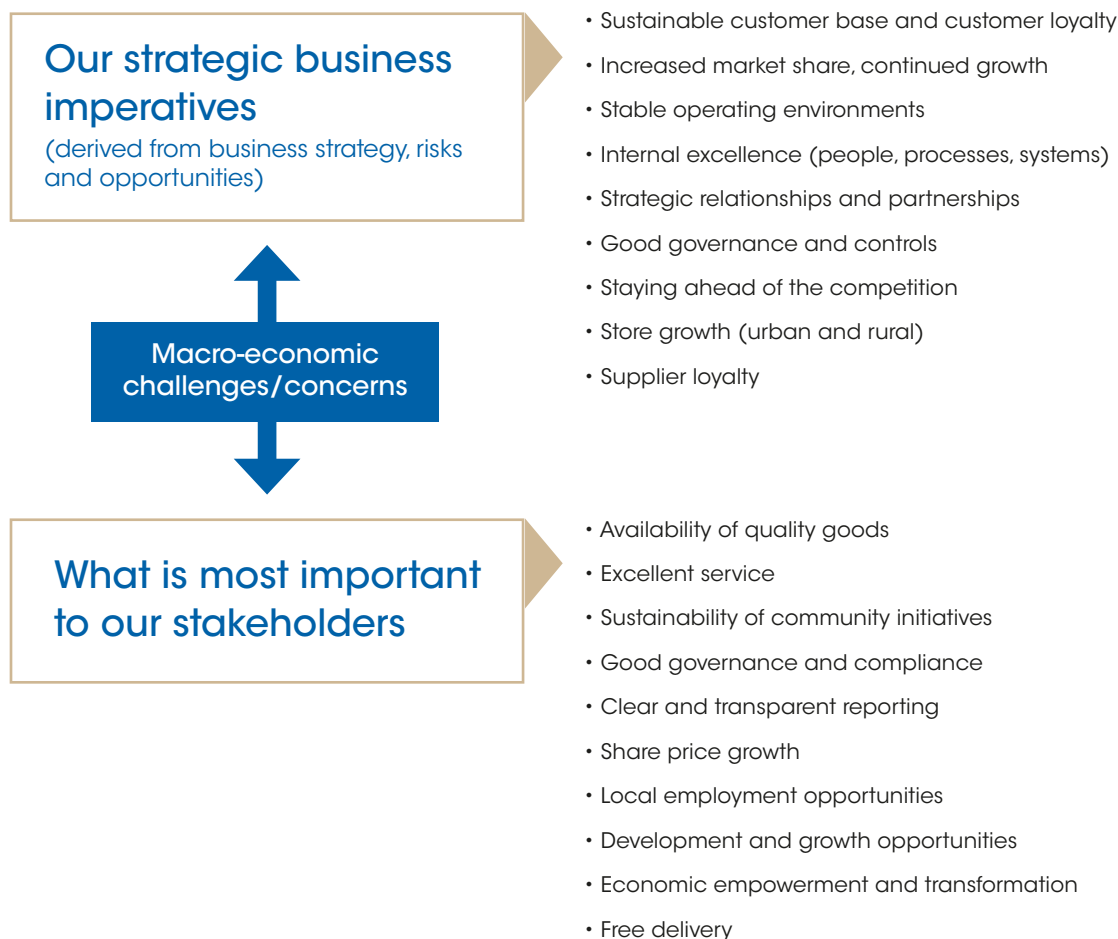 Our strategic business
imperatives
(derived from business strategy, risks
and opportunities)
• Sustainable customer base and customer loyalty
• Increased market share, continued growth
• Stable operating environments
• Internal excellence (people, processes, systems)
• Strategic relationships and partnerships
• Good governance and controls
• Staying ahead of the competition
• Store growth (urban and rural)
• Supplier loyalty
Macro-economic
challenges/concerns
What is most important
to our stakeholders
• Availability of quality goods
• Excellent service
• Sustainability of community initiatives
• Good governance and compliance
• Clear and transparent reporting
• Share price growth
• Local employment opportunities
• Development and growth opportunities
• Economic empowerment and transformation
• Free delivery